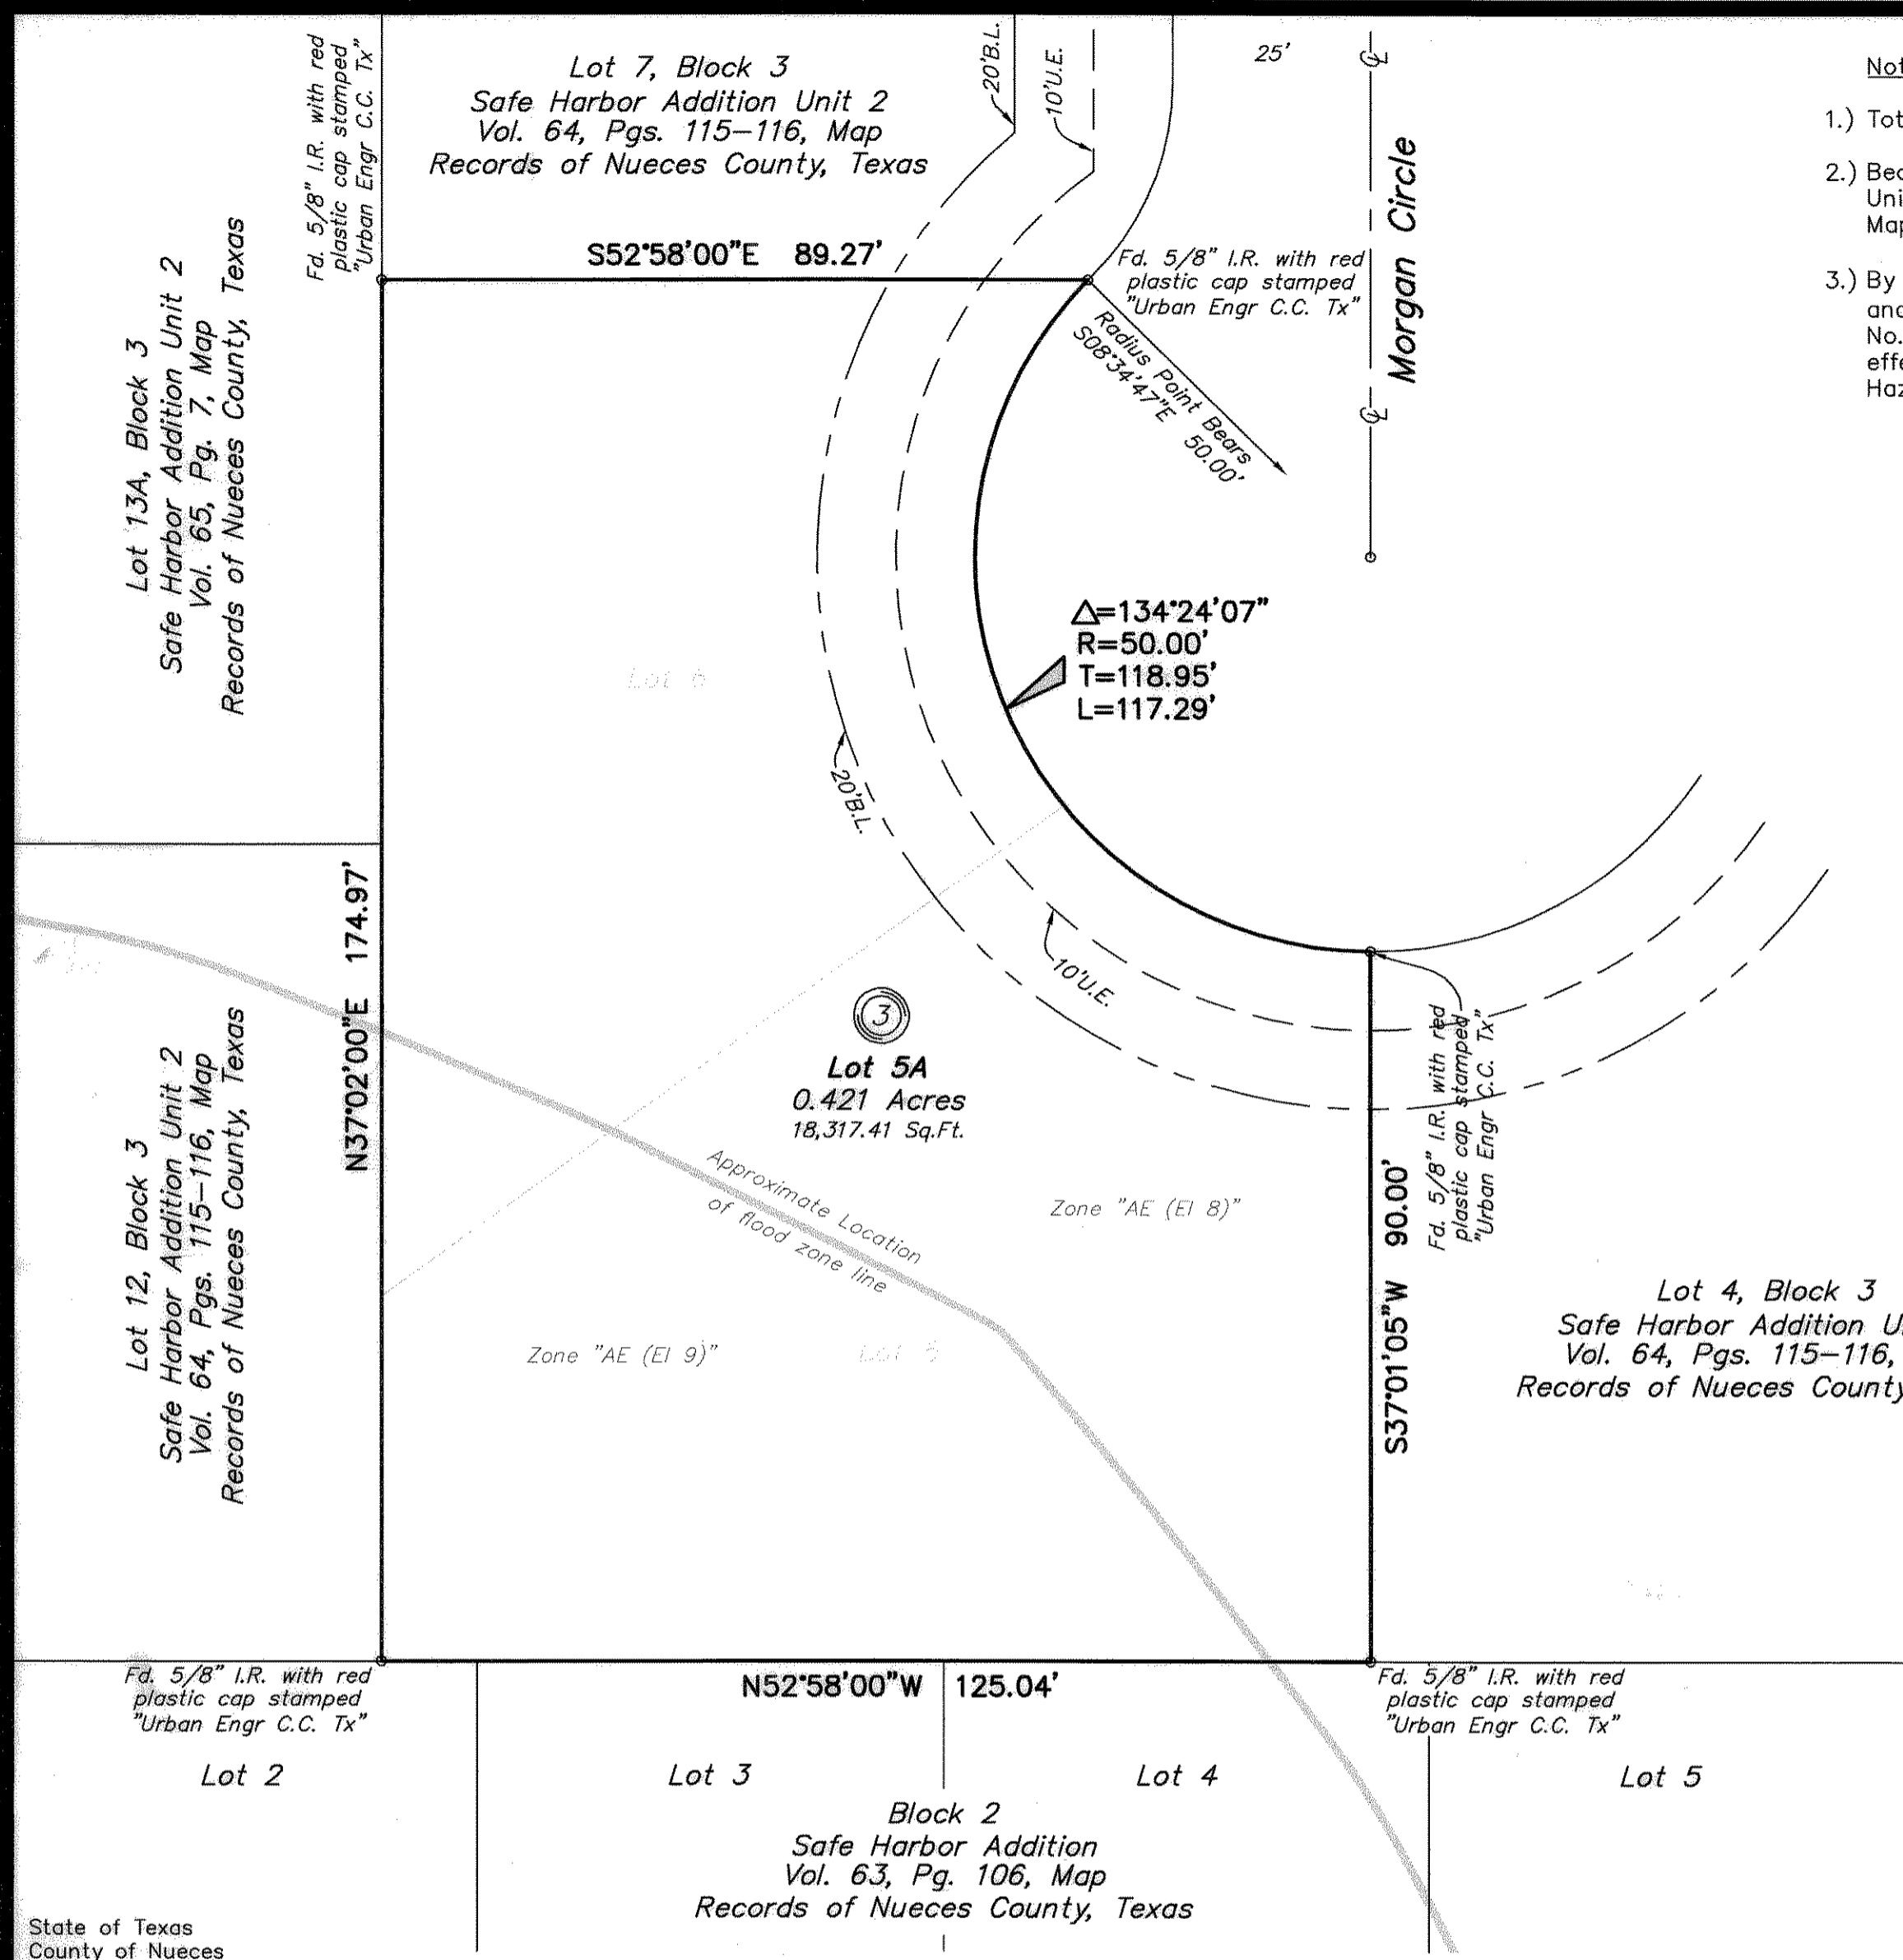 Lot 7, Block 3
Safe Harbor Addition Unit 2
Vol. 64, Pgs. 115–116, Map
Records of Nueces County, Texas
Fd. 5/8" I.R. with red
plastic cap stamped
"Urban Engr C.C. Tx"
20'B.L.
10'U.E.
25'
Morgan Circle
Not
1.) Tot
2.)
Uni
Map
3.) By
and
No.
effe
Haz
S52°58'00"E 89.27'
Fd. 5/8" I.R. with red
plastic cap stamped
"Urban Engr C.C. Tx"
Radius Point Bears
S08°34'47"E 50.00'
Lot 13A, Block 3
Safe Harbor Addition Unit 2
Vol. 65, Pg. 7, Map
Records of Nueces County, Texas
Δ=134°24'07"
R=50.00'
T=118.95'
L=117.29'
Lot 6
20'B.L.
10'U.E.
N37°02'00"E 174.97'
Lot 12, Block 3
Safe Harbor Addition Unit 2
Vol. 64, Pgs. 115–116, Map
Records of Nueces County, Texas
3
Lot 5A
0.421 Acres
18,317.41 Sq.Ft.
Approximate Location
of flood zone line
Zone "AE (El 8)"
Zone "AE (El 9)"
Lot 5
Fd. 5/8" I.R. with red
plastic cap stamped
"Urban Engr C.C. Tx"
S37°01'05"W 90.00'
Lot 4, Block 3
Safe Harbor Addition U
Vol. 64, Pgs. 115–116,
Records of Nueces County
Fd. 5/8" I.R. with red
plastic cap stamped
"Urban Engr C.C. Tx"
N52°58'00"W 125.04'
Fd. 5/8" I.R. with red
plastic cap stamped
"Urban Engr C.C. Tx"
Lot 2
Lot 3
Lot 4
Lot 5
Block 2
Safe Harbor Addition
Vol. 63, Pg. 106, Map
Records of Nueces County, Texas
State of Texas
County of Nueces